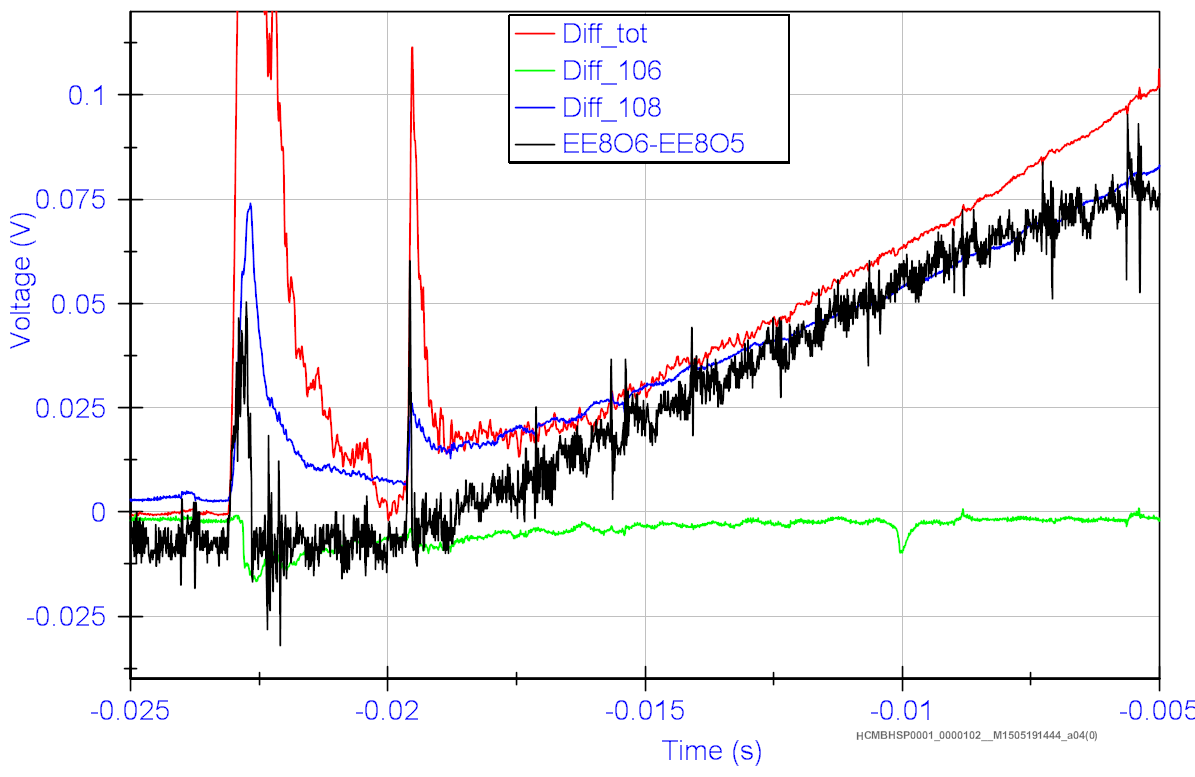 Diff_tot
Diff_106
Diff_108
EE8O6-EE8O5
0.1
0.075
0.05
0.025
0
-0.025
Voltage (V)
-0.025
-0.02
-0.015
-0.01
-0.005
HCMBHSP0001_0000102__M1505191444_a04(0)
Time (s)